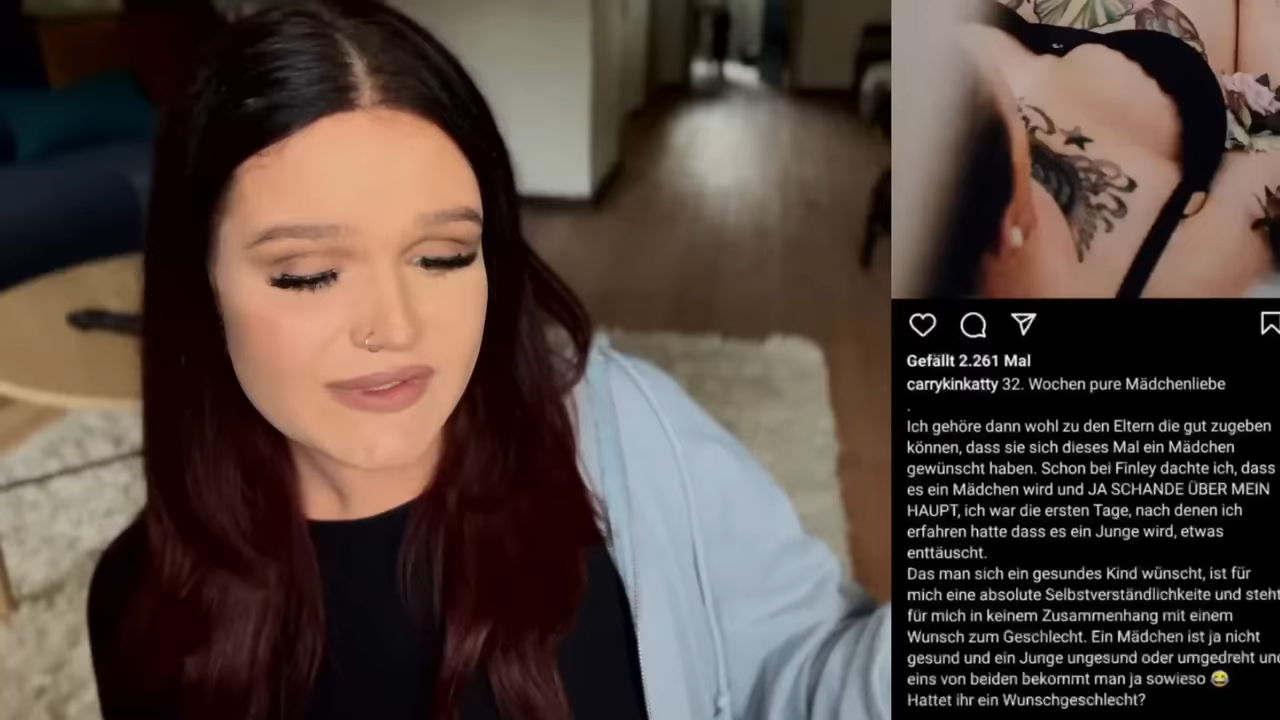 Gefällt 2.261 Mal
carrykinkatty 32. Wochen pure Mädchenliebe
.
Ich gehöre dann wohl zu den Eltern die gut zugeben
können, dass sie sich dieses Mal ein Mädchen
gewünscht haben. Schon bei Finley dachte ich, dass
es ein Mädchen wird und JA SCHANDE ÜBER MEIN
HAUPT, ich war die ersten Tage, nach denen ich
erfahren hatte dass es ein Junge wird, etwas
enttäuscht.
Das man sich ein gesundes Kind wünscht, ist für
mich eine absolute Selbstverständlichkeite und steht
für mich in keinem Zusammenhang mit einem
Wunsch zum Geschlecht. Ein Mädchen ist ja nicht
gesund und ein Junge ungesund oder umgedreht und
eins von beiden bekommt man ja sowieso 😂
Hattet ihr ein Wunschgeschlecht?